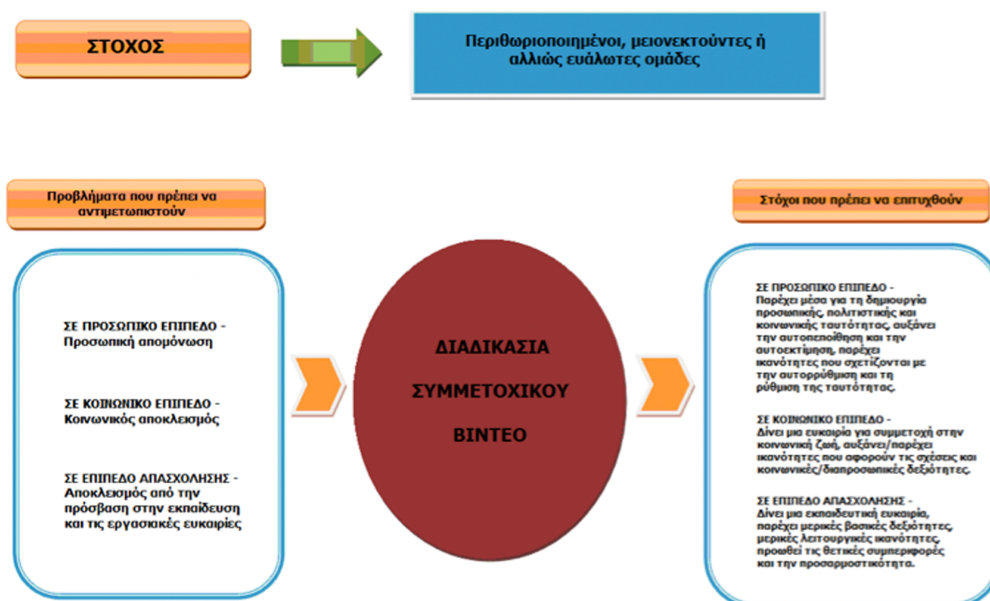 ΣΤΟΧΟΣ
Περιθωριοποιημένοι, μειονεκτούντες ή
αλλιώς ευάλωτες ομάδες
Προβλήματα που πρέπει να
αντιμετωπιστούν
ΣΕ ΠΡΟΣΩΠΙΚΟ ΕΠΙΠΕΔΟ -
Προσωπική απομόνωση
ΣΕ ΚΟΙΝΩΝΙΚΟ ΕΠΙΠΕΔΟ -
Κοινωνικός αποκλεισμός
ΣΕ ΕΠΙΠΕΔΟ ΑΠΑΣΧΟΛΗΣΗΣ -
Αποκλεισμός από την
πρόσβαση στην εκπαίδευση
και τις εργασιακές ευκαιρίες
ΔΙΑΔΙΚΑΣΙΑ
ΣΥΜΜΕΤΟΧΙΚΟΥ
ΒΙΝΤΕΟ
Στόχοι που πρέπει να επιτυχθούν
ΣΕ ΠΡΟΣΩΠΙΚΟ ΕΠΙΠΕΔΟ -
Παρέχει μέσα για τη δημιουργία
προσωπικής, πολιτιστικής και
κοινωνικής ταυτότητας, αυξάνει
την αυτοπεποίθηση και την
αυτοεκτίμηση, παρέχει
ικανότητες που σχετίζονται με
την αυτορρύθμιση και τη
ρύθμιση της ταυτότητας.
ΣΕ ΚΟΙΝΩΝΙΚΟ ΕΠΙΠΕΔΟ -
Δίνει μια ευκαιρία για συμμετοχή στην
κοινωνική ζωή, αυξάνει/παρέχει
ικανότητες που αφορούν τις σχέσεις και
κοινωνικές/διαπροσωπικές δεξιότητες.
ΣΕ ΕΠΙΠΕΔΟ ΑΠΑΣΧΟΛΗΣΗΣ -
Δίνει μια εκπαιδευτική ευκαιρία,
παρέχει μερικές βασικές δεξιότητες,
μερικές λειτουργικές ικανότητες,
προωθεί τις θετικές συμπεριφορές
και την προσαρμοστικότητα.